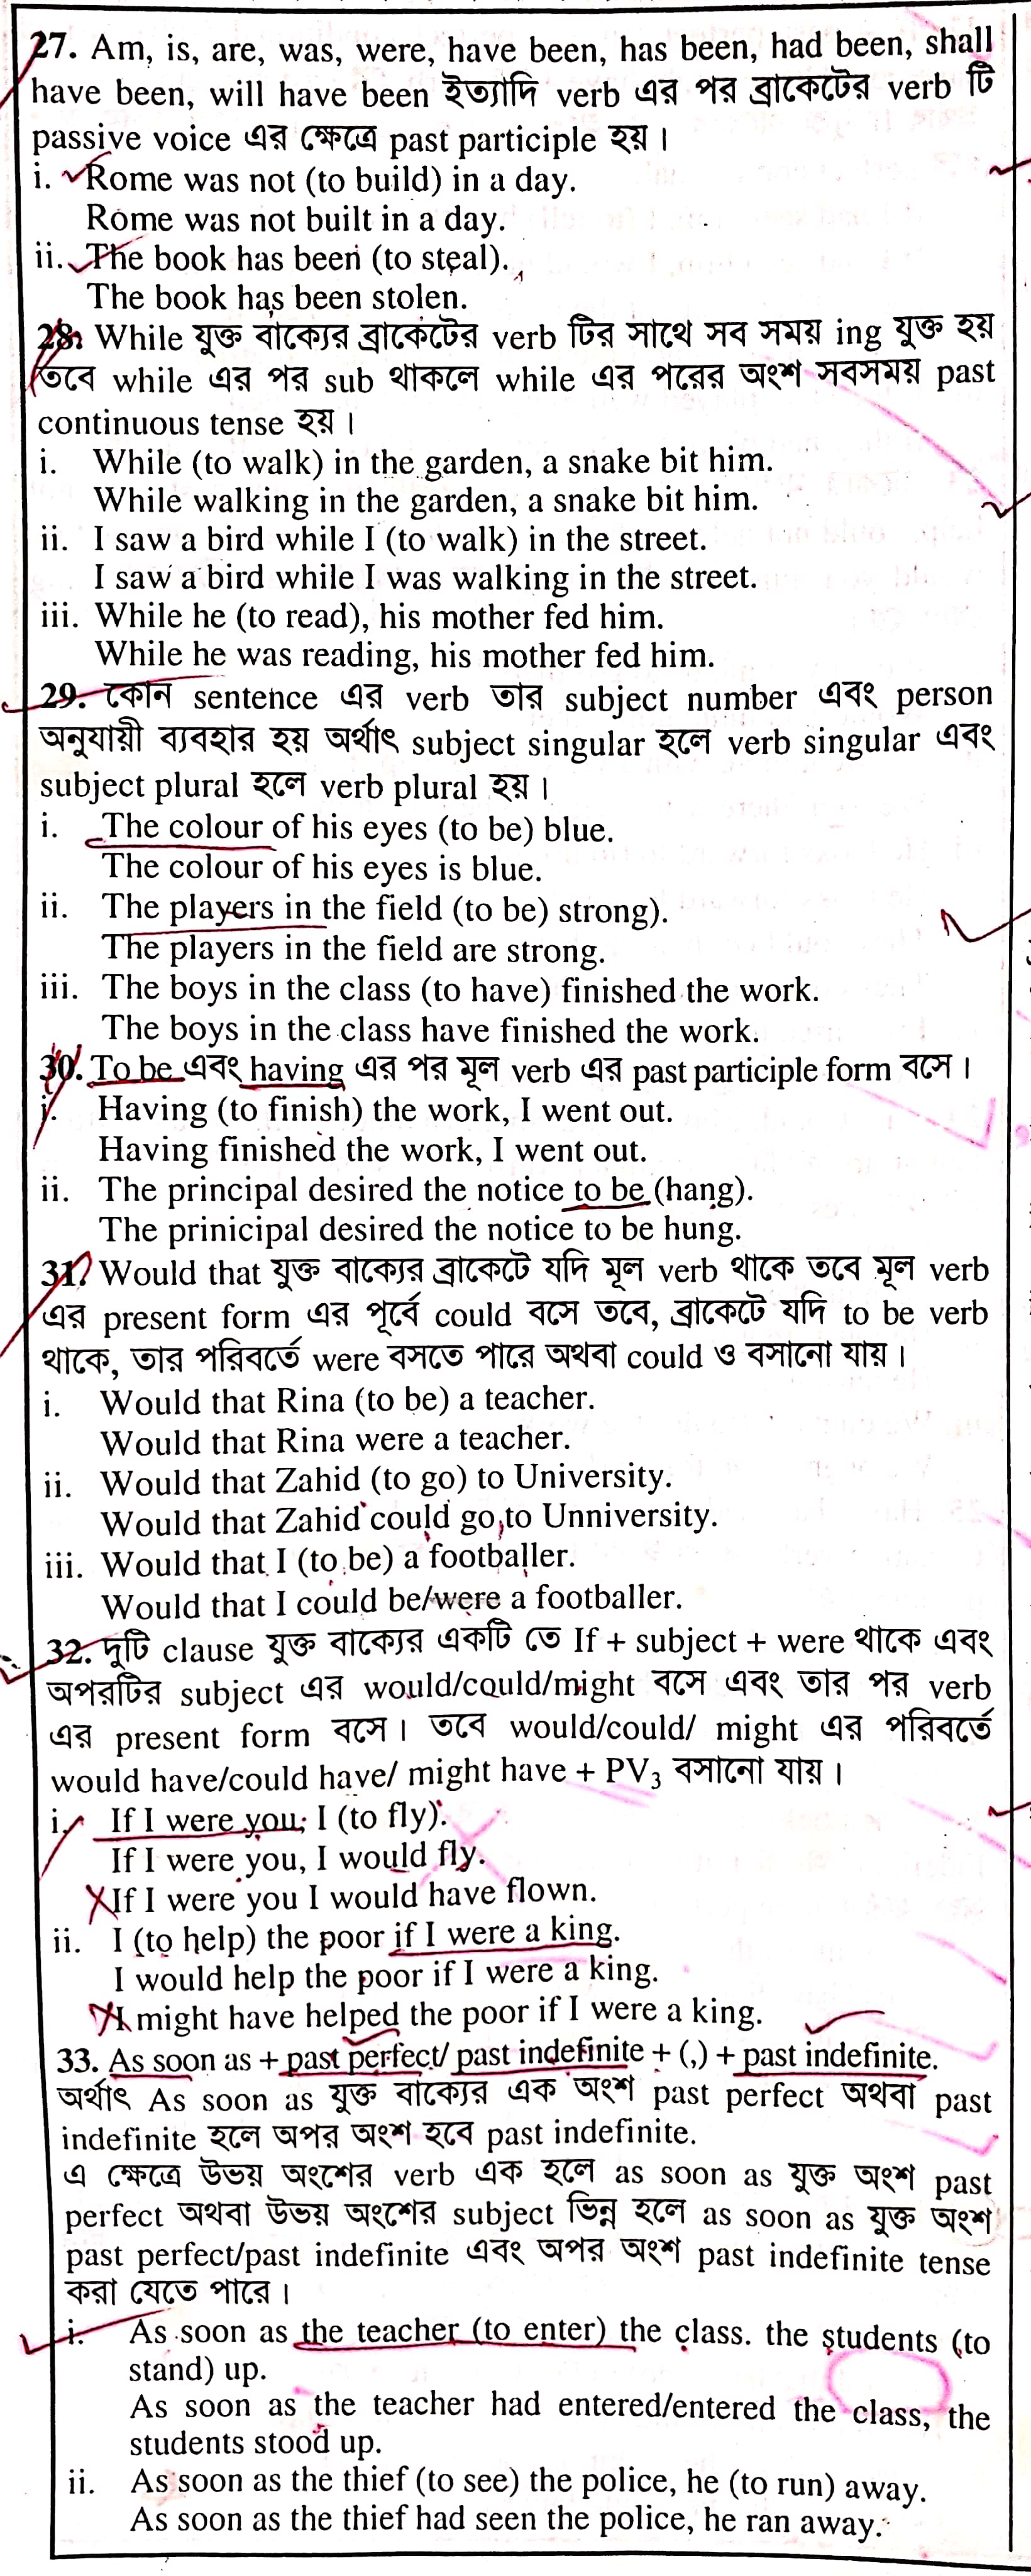 27. Am, is, are, was, were, have been, has been, had been, shall
have been, will have been ইত্যাদি verb এর পর ব্রাকেটের verb টি
passive voice এর ক্ষেত্রে past participle হয়।
i. Rome was not (to build) in a day.
Rome was not built in a day.
ii. The book has been (to steal).
The book has been stolen.
28. While যুক্ত বাক্যের ব্রাকেটের verb টির সাথে সব সময় ing যুক্ত হয়
তবে while এর পর sub থাকলে while এর পরের অংশ সবসময় past
continuous tense হয়।
i. While (to walk) in the garden, a snake bit him.
While walking in the garden, a snake bit him.
ii. I saw a bird while I (to walk) in the street.
I saw a bird while I was walking in the street.
iii. While he (to read), his mother fed him.
While he was reading, his mother fed him.
29. কোন sentence এর verb তার subject number এবং person
অনুযায়ী ব্যবহার হয় অর্থাৎ subject singular হলে verb singular এবং
subject plural হলে verb plural হয়।
i. The colour of his eyes (to be) blue.
The colour of his eyes is blue.
ii. The players in the field (to be) strong).
The players in the field are strong.
iii. The boys in the class (to have) finished the work.
The boys in the class have finished the work.
30. To be এবং having এর পর মূল verb এর past participle form বসে।
i. Having (to finish) the work, I went out.
Having finished the work, I went out.
ii. The principal desired the notice to be (hang).
The prinicipal desired the notice to be hung.
31. Would that যুক্ত বাক্যের ব্রাকেটে যদি মূল verb থাকে তবে মূল verb
এর present form এর পূর্বে could বসে তবে, ব্রাকেটে যদি to be verb
থাকে, তার পরিবর্তে were বসতে পারে অথবা could ও বসানো যায়।
i. Would that Rina (to be) a teacher.
Would that Rina were a teacher.
ii. Would that Zahid (to go) to University.
Would that Zahid could go to Unniversity.
iii. Would that I (to be) a footballer.
Would that I could be/were a footballer.
32. দুটি clause যুক্ত বাক্যের একটি তে If + subject + were থাকে এবং
অপরটির subject এর would/could/might বসে এবং তার পর verb
এর present form বসে। তবে would/could/ might এর পরিবর্তে
would have/could have/ might have + PV₃ বসানো যায়।
i. If I were you; I (to fly).
If I were you, I would fly.
If I were you I would have flown.
ii. I (to help) the poor if I were a king.
I would help the poor if I were a king.
I might have helped the poor if I were a king.
33. As soon as + past perfect/ past indefinite + (,) + past indefinite.
অর্থাৎ As soon as যুক্ত বাক্যের এক অংশ past perfect অথবা past
indefinite হলে অপর অংশ হবে past indefinite.
এ ক্ষেত্রে উভয় অংশের verb এক হলে as soon as যুক্ত অংশ past
perfect অথবা উভয় অংশের subject ভিন্ন হলে as soon as যুক্ত অংশ
past perfect/past indefinite এবং অপর অংশ past indefinite tense
করা যেতে পারে।
i. As soon as the teacher (to enter) the class. the students (to
stand) up.
As soon as the teacher had entered/entered the class, the
students stood up.
ii. As soon as the thief (to see) the police, he (to run) away.
As soon as the thief had seen the police, he ran away.